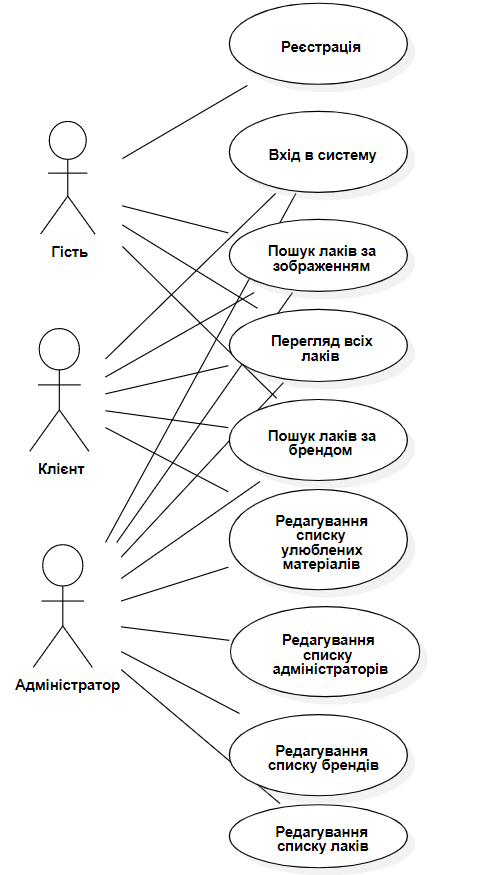 Реєстрація
Вхід в систему
Гість
Пошук лаків за
зображенням
Перегляд всіх
лаків
Клієнт
Пошук лаків за
брендом
Редагування
списку
улюблених
матеріалів
Адміністратор
Редагування
списку
адміністраторів
Редагування
списку брендів
Редагування
списку лаків